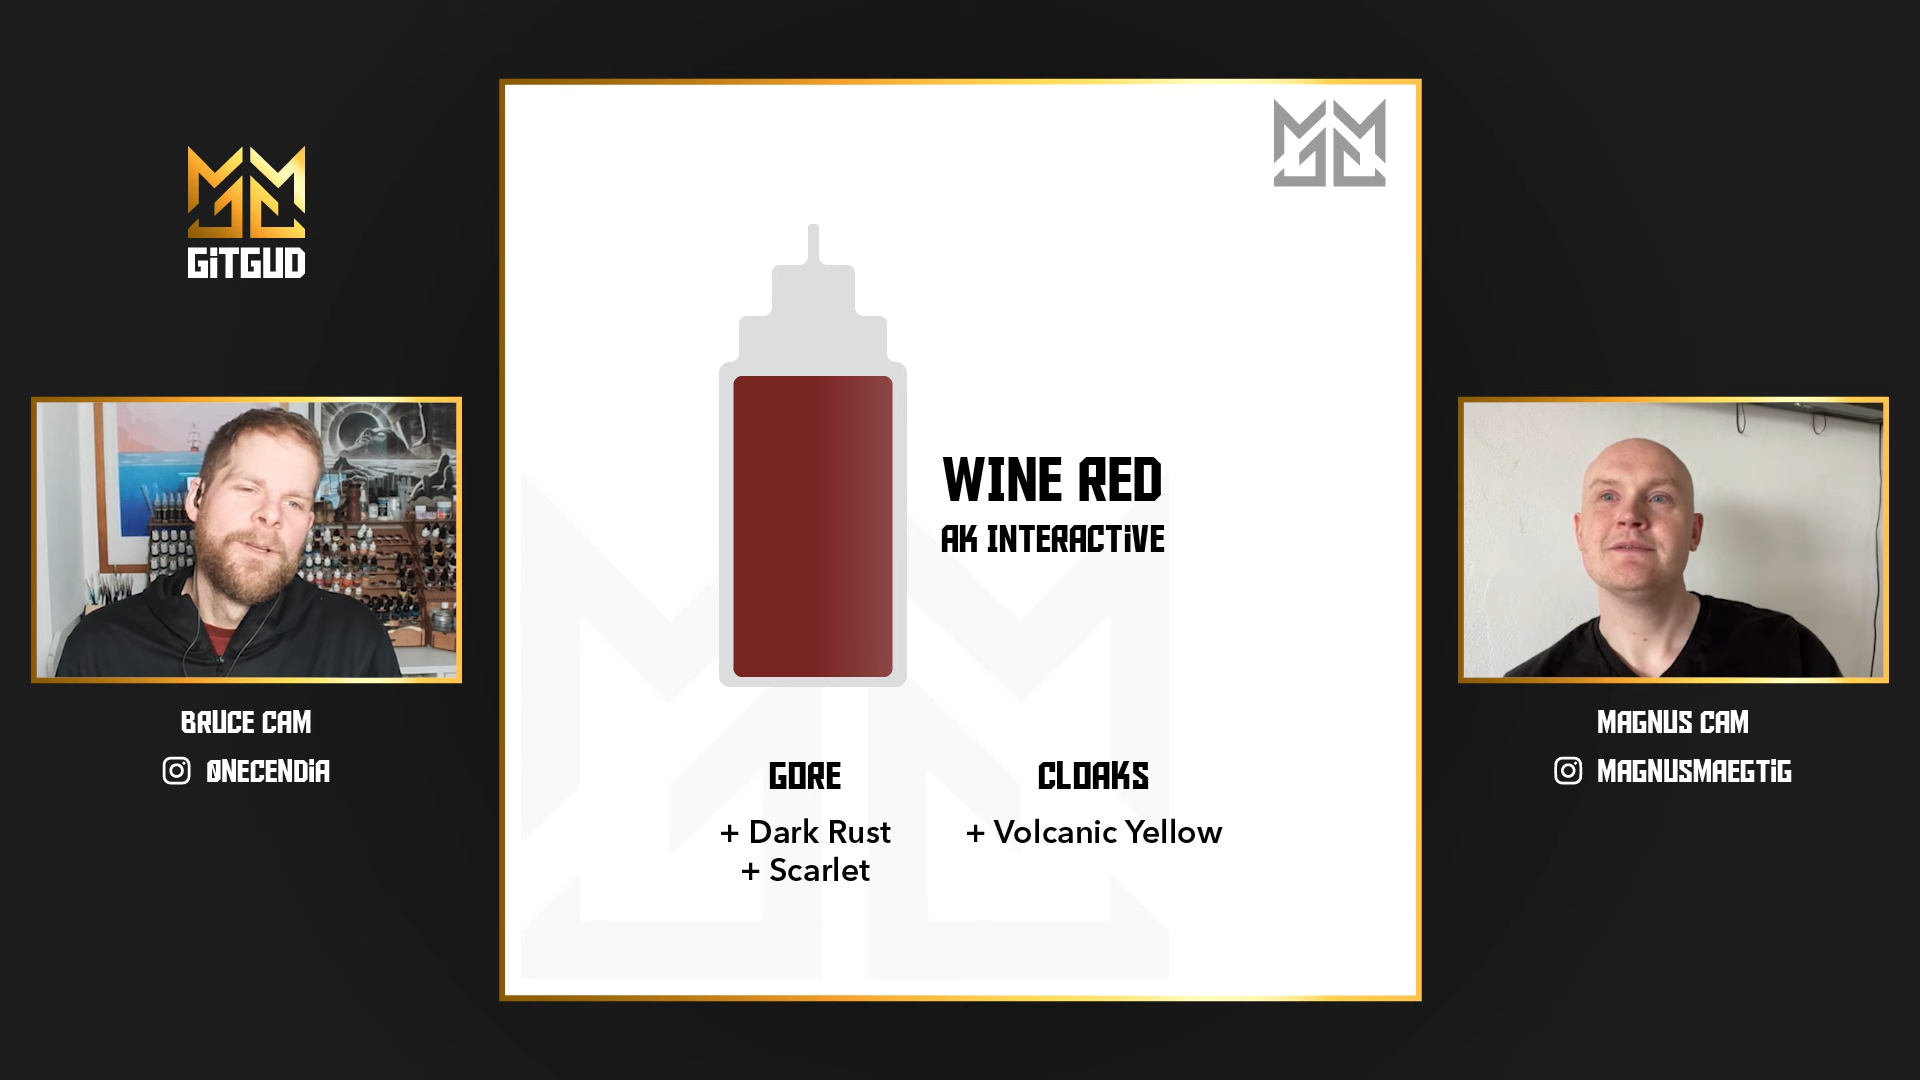 GiTGUD
BRUCE CAM
ØNECENDiA
WINE RED
AK INTERACTiVE
GORE
+ Dark Rust
+ Scarlet
CLOAKS
+ Volcanic Yellow
MAGNUS CAM
MAGNUSMAEGTiG